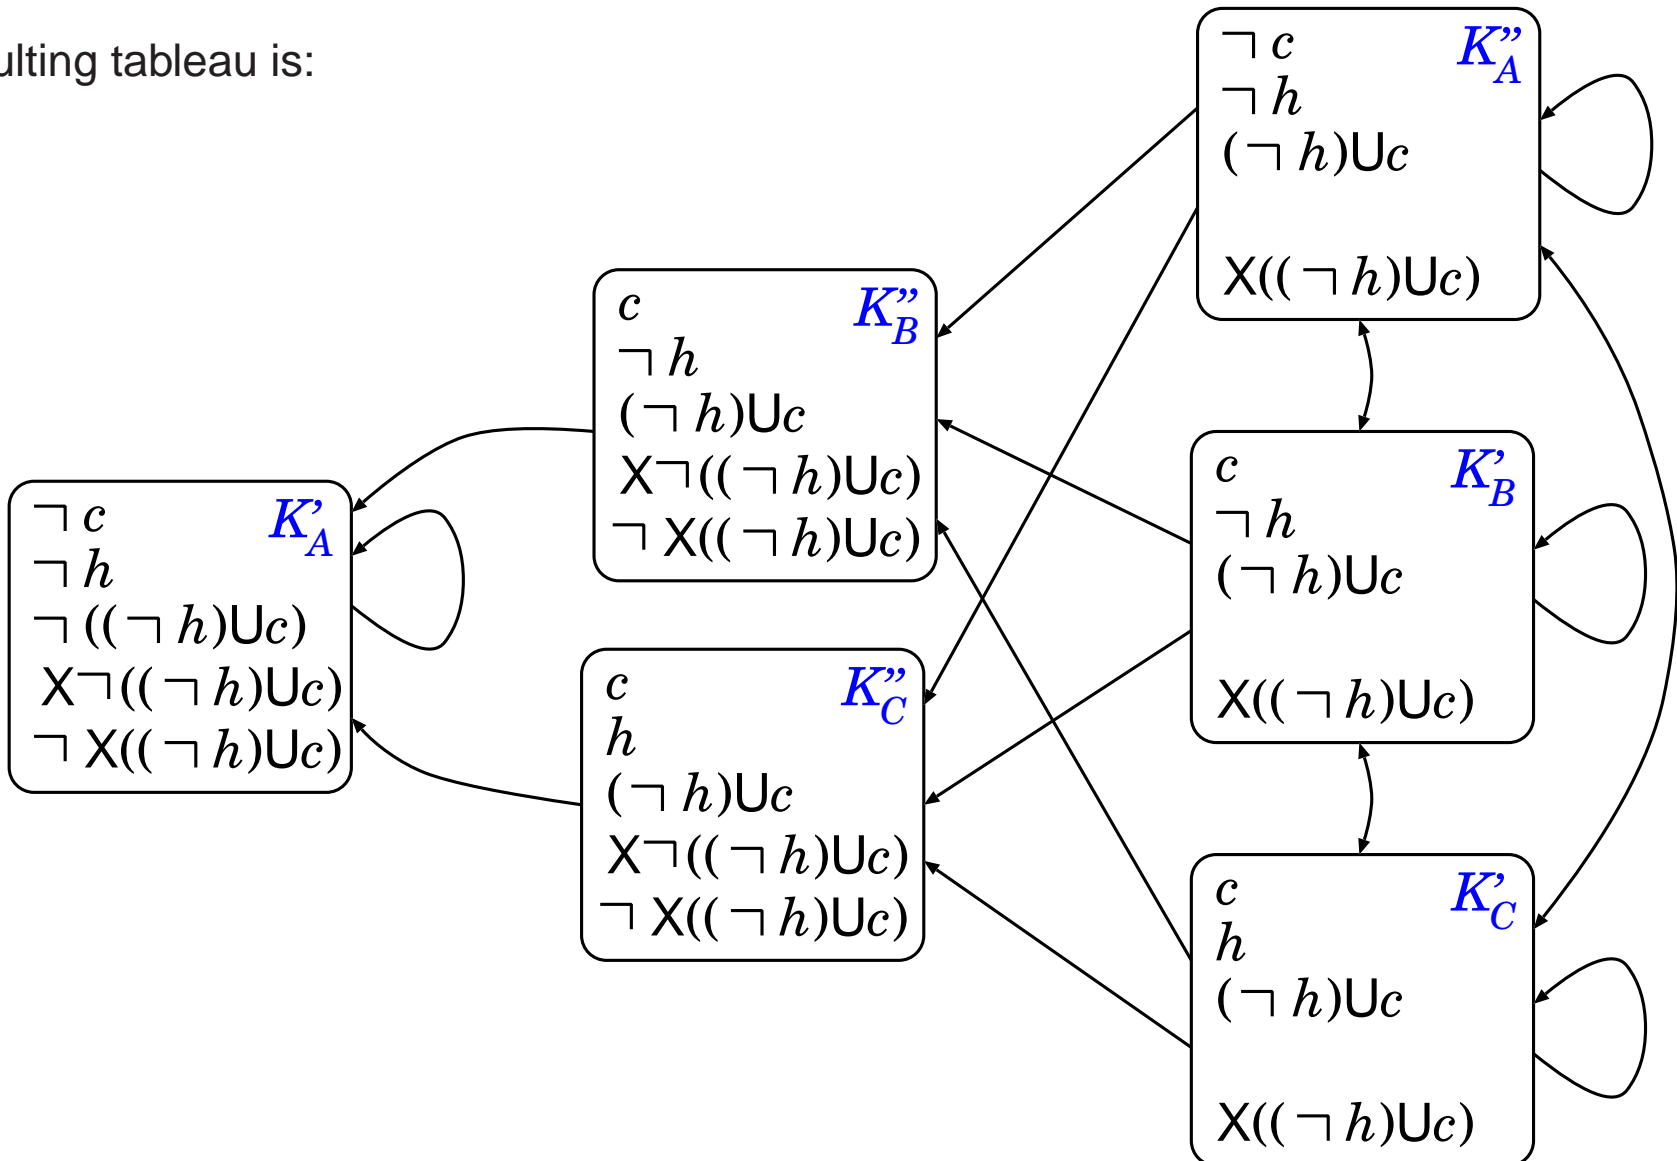 ulting tableau is:
¬ c K''A
¬ h
(¬ h)Uc
X((¬ h)Uc)
c K''B
¬ h
(¬ h)Uc
X¬((¬ h)Uc)
¬ X((¬ h)Uc)
¬ c K'A
¬ h
¬ ((¬ h)Uc)
X¬((¬ h)Uc)
¬ X((¬ h)Uc)
c K''C
h
(¬ h)Uc
X¬((¬ h)Uc)
¬ X((¬ h)Uc)
c K'B
¬ h
(¬ h)Uc
X((¬ h)Uc)
c K'C
h
(¬ h)Uc
X((¬ h)Uc)